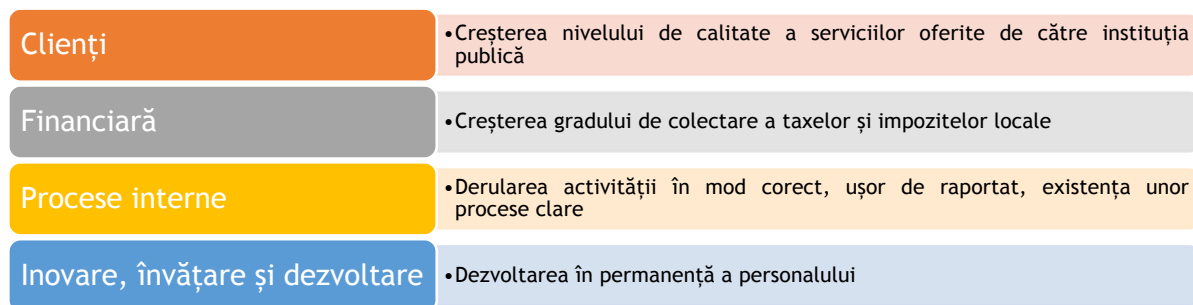 Clienți
•Creșterea nivelului de calitate a serviciilor oferite de către instituția
publică
Financiară
•Creșterea gradului de colectare a taxelor și impozitelor locale
Procese interne
•Derularea activității în mod corect, ușor de raportat, existența unor
procese clare
Inovare, învățare și dezvoltare
•Dezvoltarea în permanență a personalului